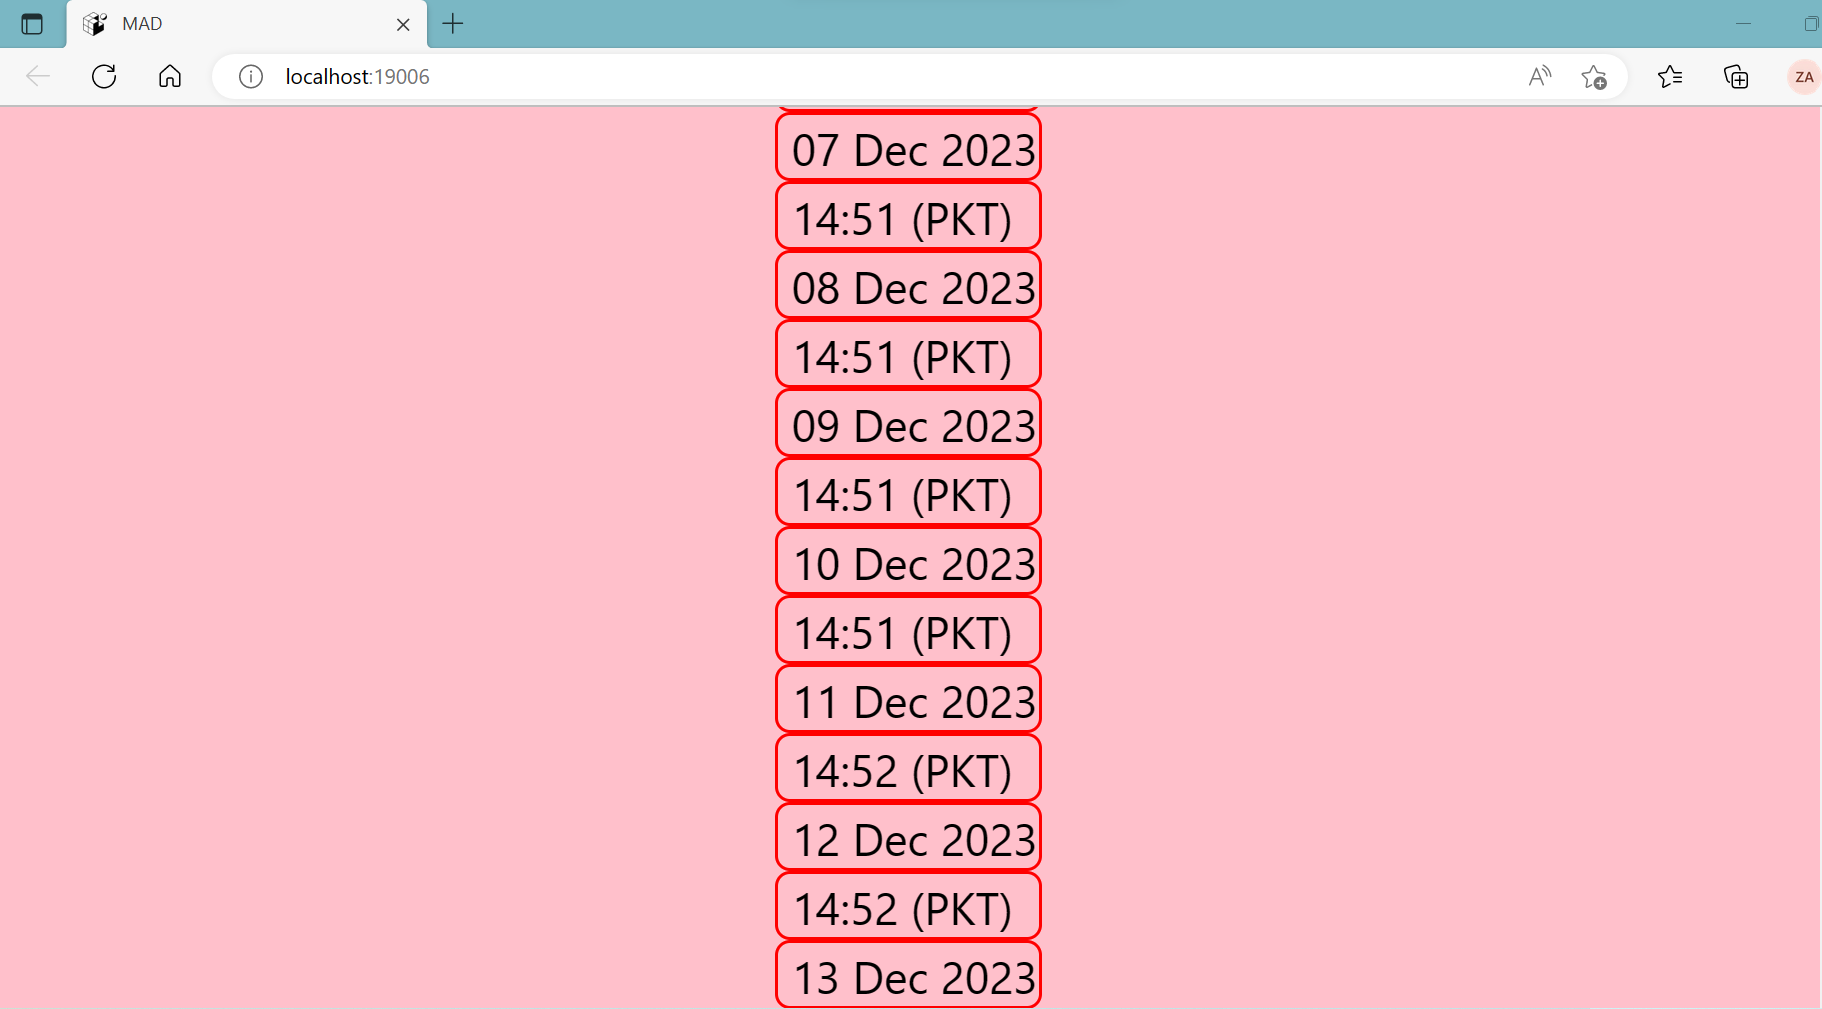 MAD
localhost:19006
ZA
07 Dec 2023
14:51 (PKT)
08 Dec 2023
14:51 (PKT)
09 Dec 2023
14:51 (PKT)
10 Dec 2023
14:51 (PKT)
11 Dec 2023
14:52 (PKT)
12 Dec 2023
14:52 (PKT)
13 Dec 2023